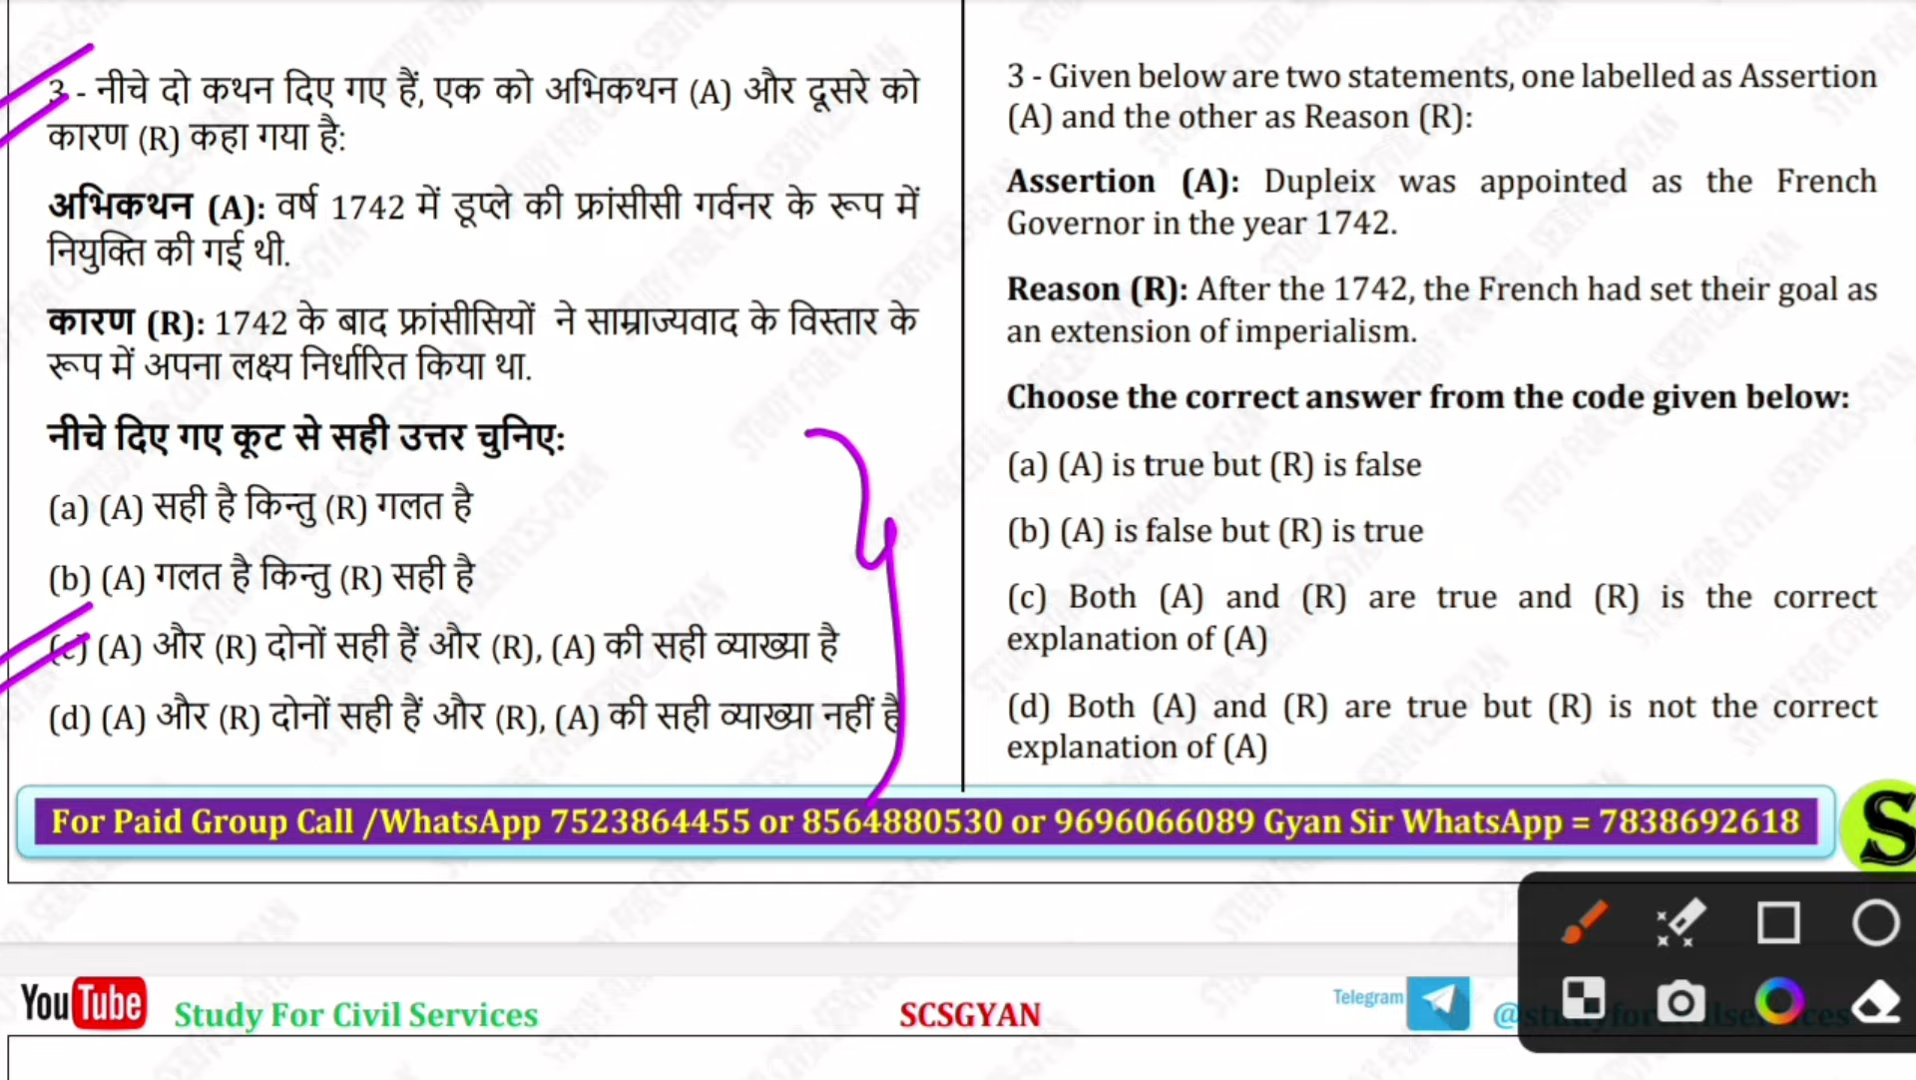 3 - नीचे दो कथन दिए गए हैं, एक को अभिकथन (A) और दूसरे को
कारण (R) कहा गया है:
अभिकथन (A): वर्ष 1742 में डूप्ले की फ्रांसीसी गर्वनर के रूप में
नियुक्ति की गई थी.
कारण (R): 1742 के बाद फ्रांसीसियों ने साम्राज्यवाद के विस्तार के
रूप में अपना लक्ष्य निर्धारित किया था.
नीचे दिए गए कूट से सही उत्तर चुनिए:
(a) (A) सही है किन्तु (R) गलत है
(b) (A) गलत है किन्तु (R) सही है
(c) (A) और (R) दोनों सही हैं और (R), (A) की सही व्याख्या है
(d) (A) और (R) दोनों सही हैं और (R), (A) की सही व्याख्या नहीं है
3 - Given below are two statements, one labelled as Assertion
(A) and the other as Reason (R):
Assertion (A): Dupleix was appointed as the French
Governor in the year 1742.
Reason (R): After the 1742, the French had set their goal as
an extension of imperialism.
Choose the correct answer from the code given below:
(a) (A) is true but (R) is false
(b) (A) is false but (R) is true
(c) Both (A) and (R) are true and (R) is the correct
explanation of (A)
(d) Both (A) and (R) are true but (R) is not the correct
explanation of (A)
For Paid Group Call /WhatsApp 7523864455 or 8564880530 or 9696066089 Gyan Sir WhatsApp = 7838692618
S
YouTube Study For Civil Services
SCSGYAN
Telegram @studyforcivilservices